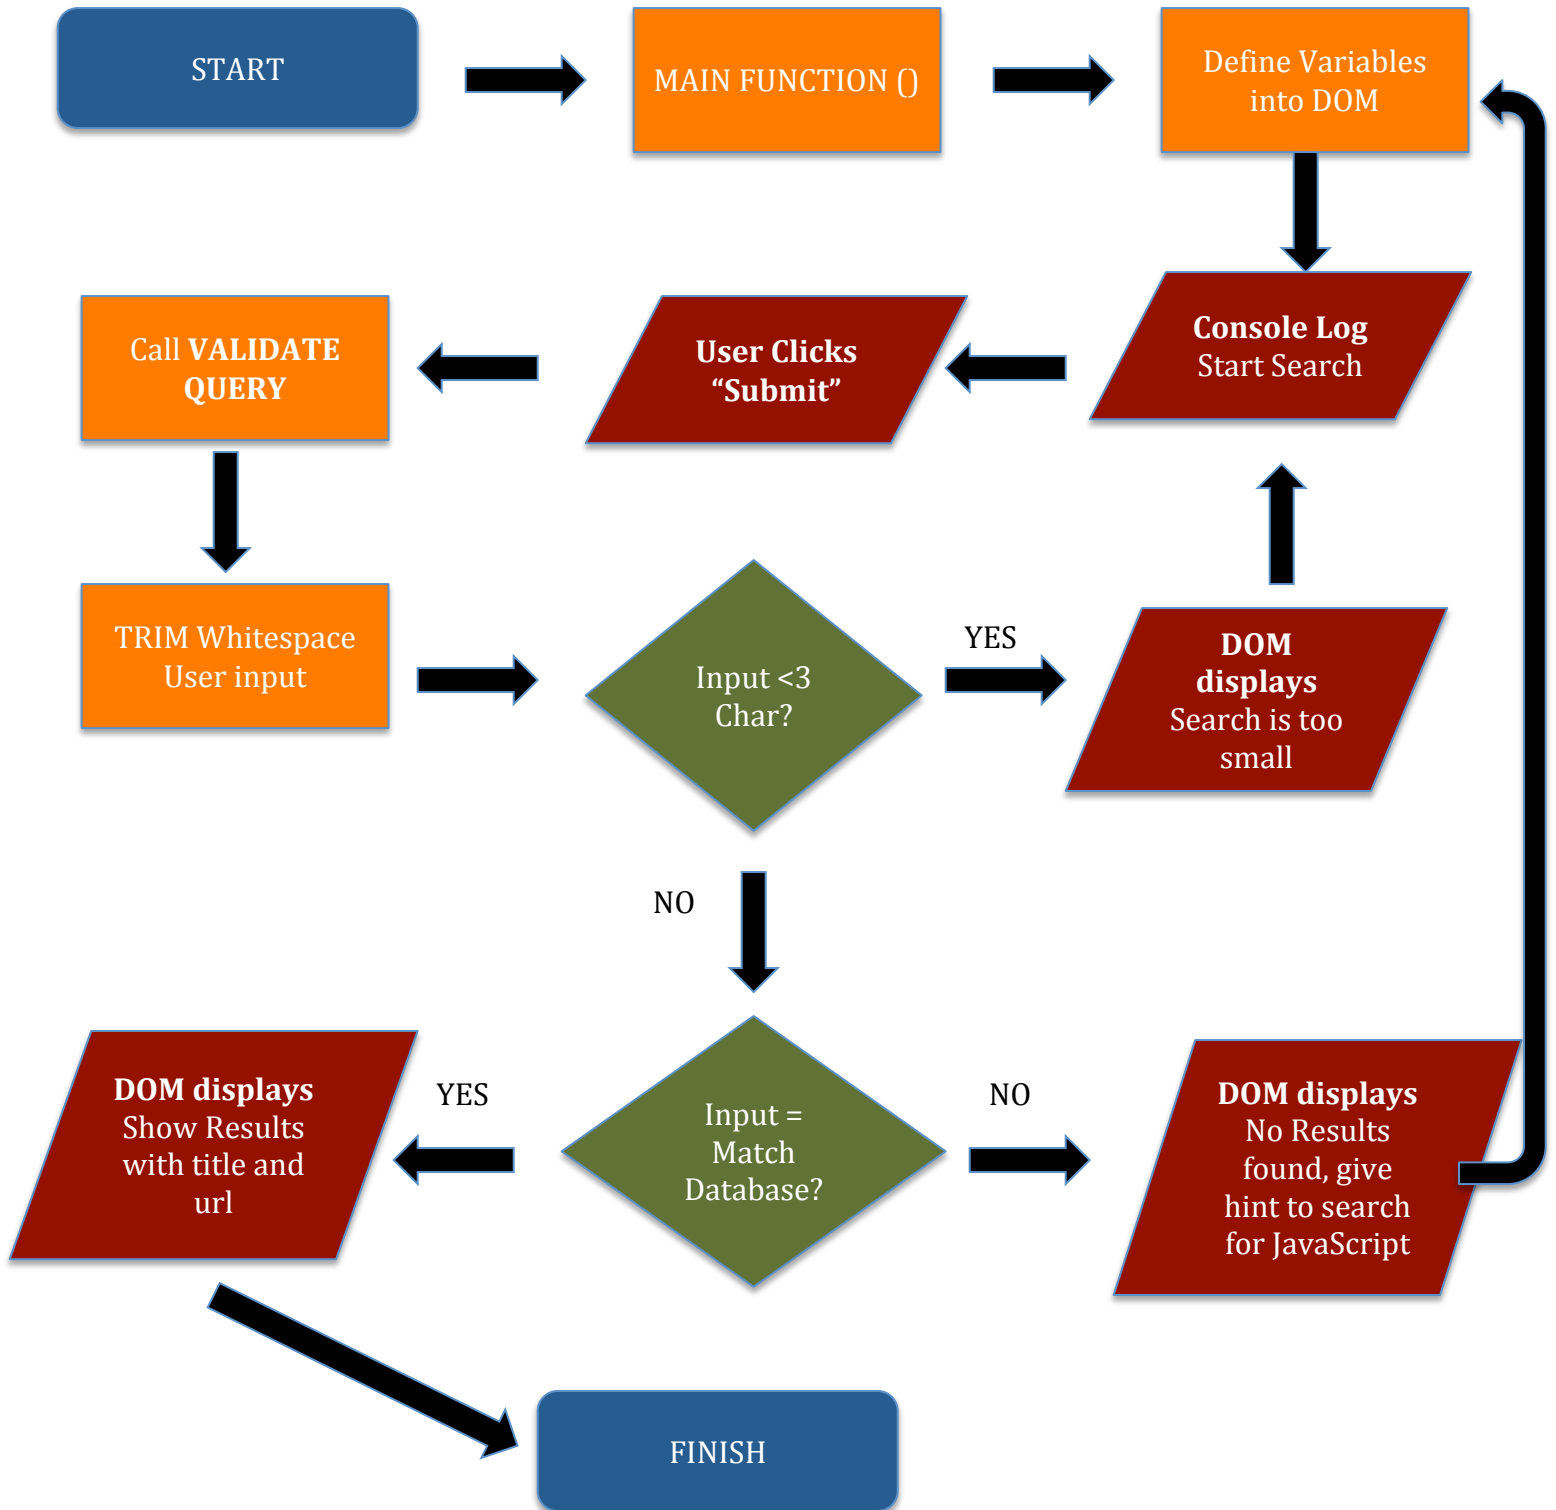 START
MAIN FUNCTION ()
Define Variables
into DOM
Call VALIDATE
QUERY
User Clicks
“Submit”
Console Log
Start Search
TRIM Whitespace
User input
Input <3
Char?
YES
DOM
displays
Search is too
small
NO
DOM displays
Show Results
with title and
url
YES
Input =
Match
Database?
NO
DOM displays
No Results
found, give
hint to search
for JavaScript
FINISH